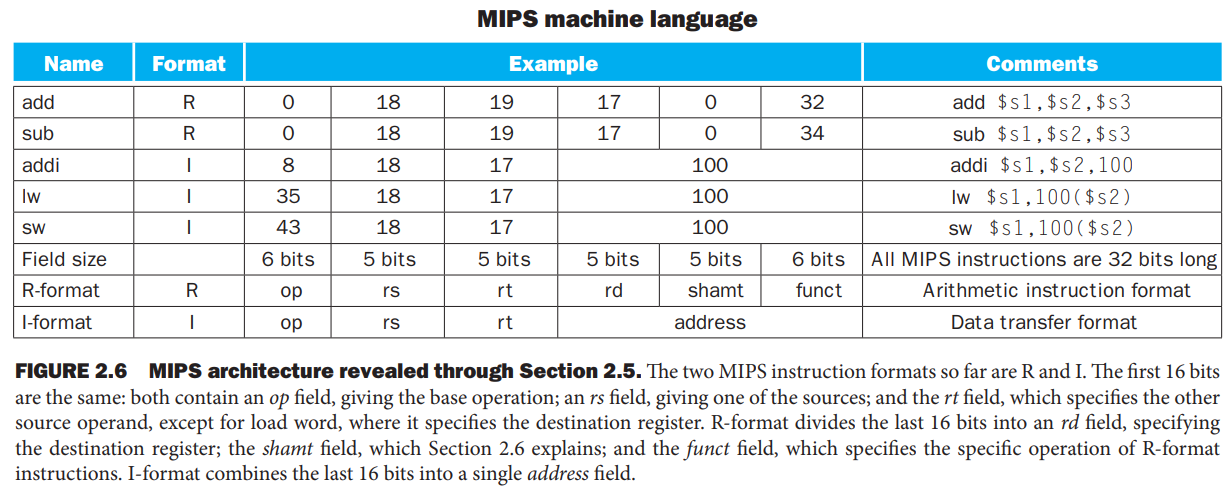 MIPS machine language
Name Format Example Comments
add R 0 18 19 17 0 32 add $s1,$s2,$s3
sub R 0 18 19 17 0 34 sub $s1,$s2,$s3
addi I 8 18 17 100 addi $s1,$s2,100
lw I 35 18 17 100 lw $s1,100($s2)
sw I 43 18 17 100 sw $s1,100($s2)
Field size 6 bits 5 bits 5 bits 5 bits 5 bits 6 bits All MIPS instructions are 32 bits long
R-format R op rs rt rd shamt funct Arithmetic instruction format
I-format I op rs rt address Data transfer format
FIGURE 2.6 MIPS architecture revealed through Section 2.5. The two MIPS instruction formats so far are R and I. The first 16 bits
are the same: both contain an op field, giving the base operation; an rs field, giving one of the sources; and the rt field, which specifies the other
source operand, except for load word, where it specifies the destination register. R-format divides the last 16 bits into an rd field, specifying
the destination register; the shamt field, which Section 2.6 explains; and the funct field, which specifies the specific operation of R-format
instructions. I-format combines the last 16 bits into a single address field.